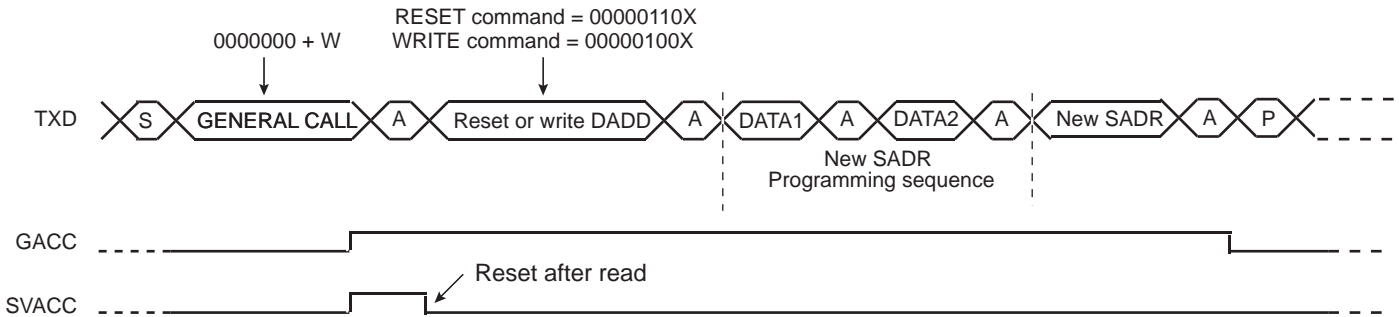 RESET command = 00000110X
0000000 + W
WRITE command = 00000100X
TXD S GENERAL CALL A Reset or write DADD A DATA1 A DATA2 A New SADR A P
New SADR
Programming sequence
GACC
Reset after read
SVACC